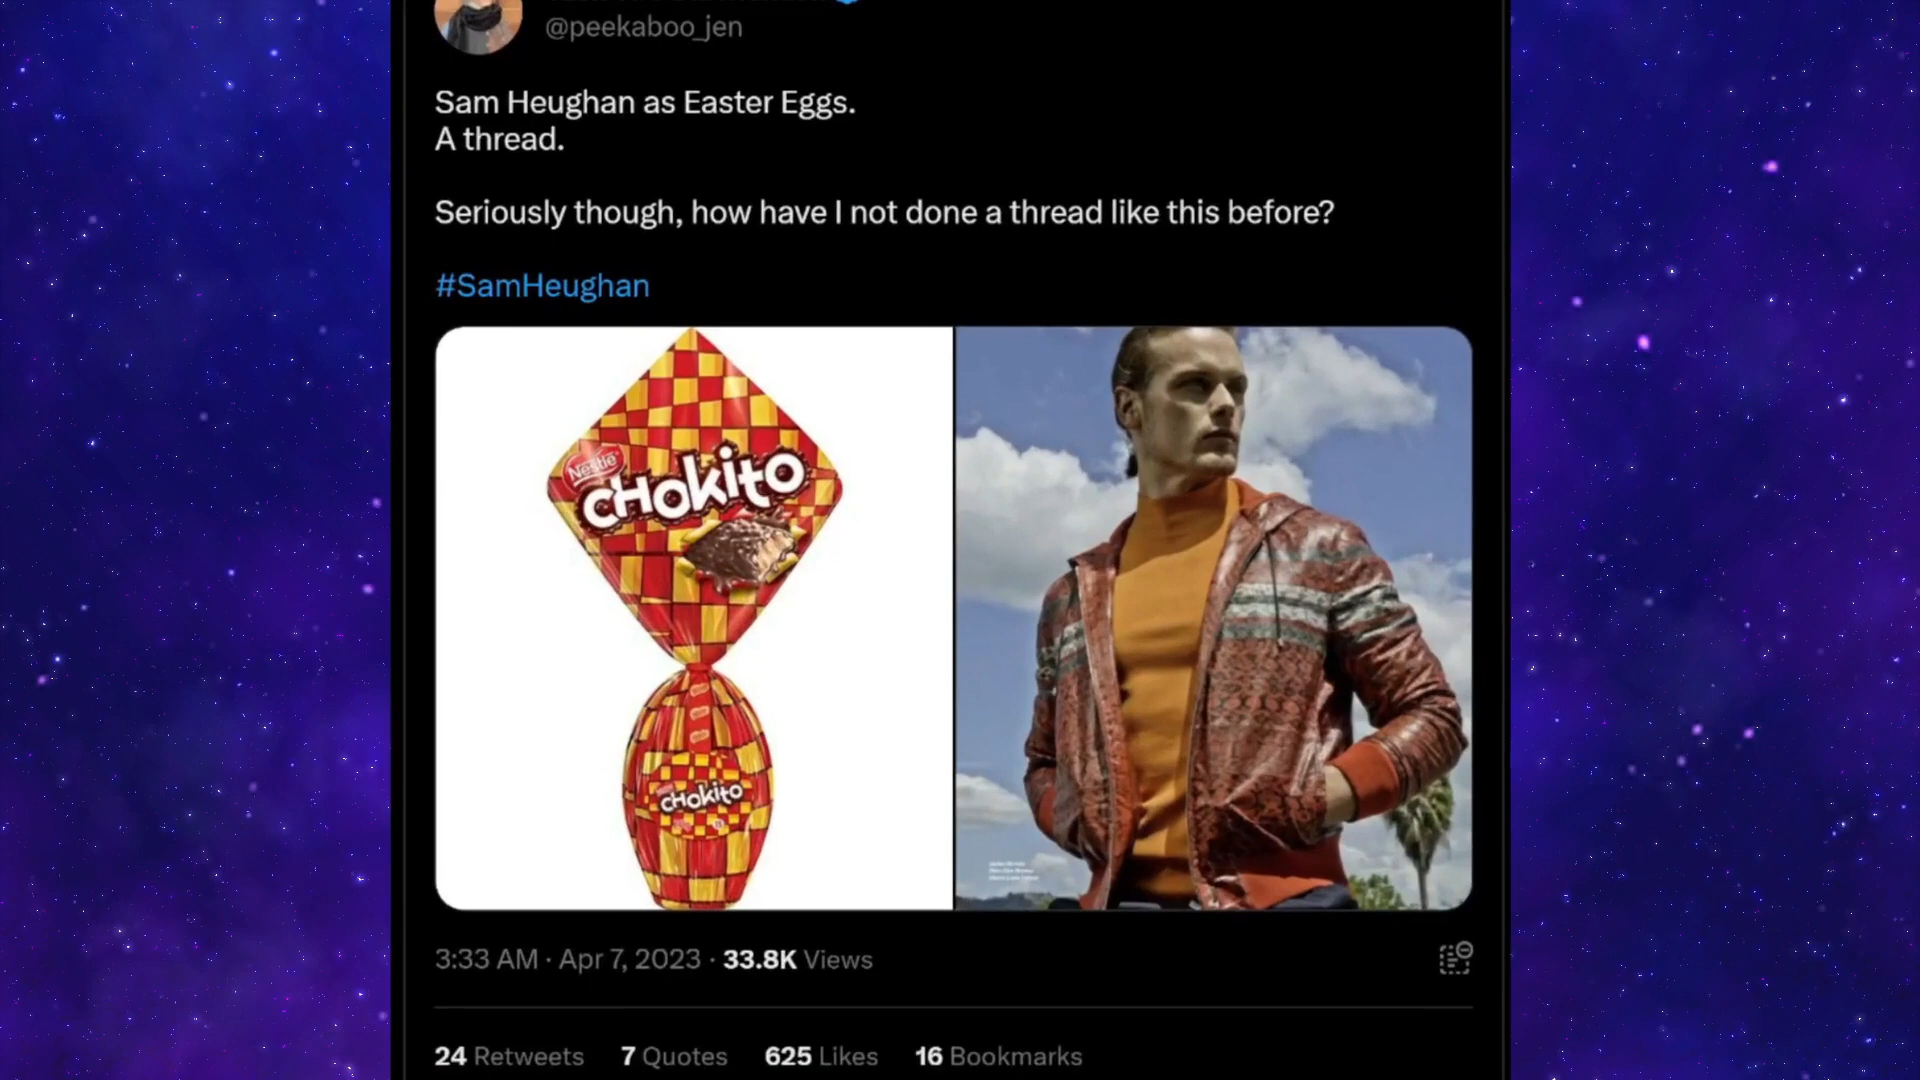 @peekaboo_jen
Sam Heughan as Easter Eggs.
A thread.
Seriously though, how have I not done a thread like this before?
#SamHeughan
Nestle
CHOKITO
CHOKITO
3:33 AM · Apr 7, 2023 · 33.8K Views
24 Retweets 7 Quotes 625 Likes 16 Bookmarks